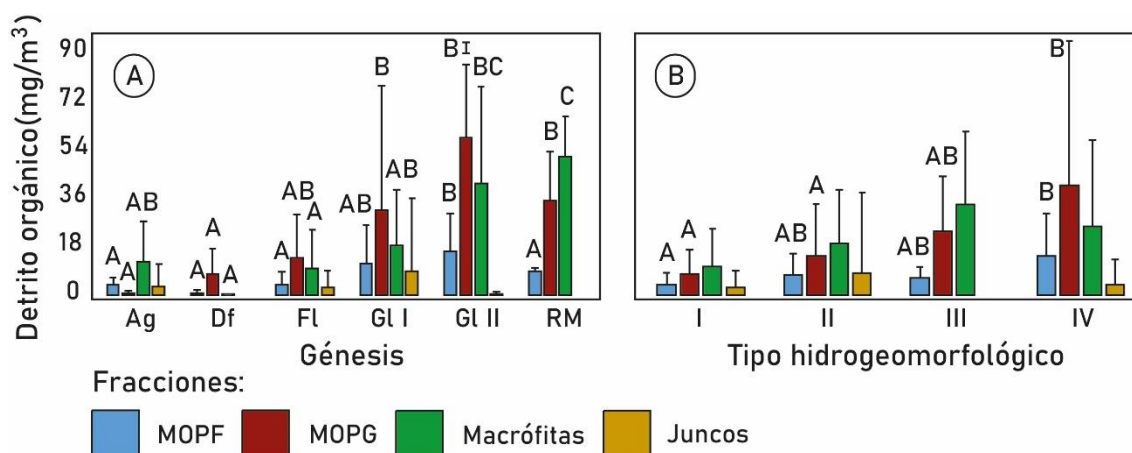 Detrito orgánico(mg/m³)
90
72
54
36
18
0
A
A A AB
A A A
A AB A
AB B AB AB
B B BC
A B C
Ag Df Fl Gl I Gl II RM
Génesis
B
A A
AB A
AB AB
B B
I II III IV
Tipo hidrogeomorfológico
Fracciones:
MOPF MOPG Macrófitas Juncos